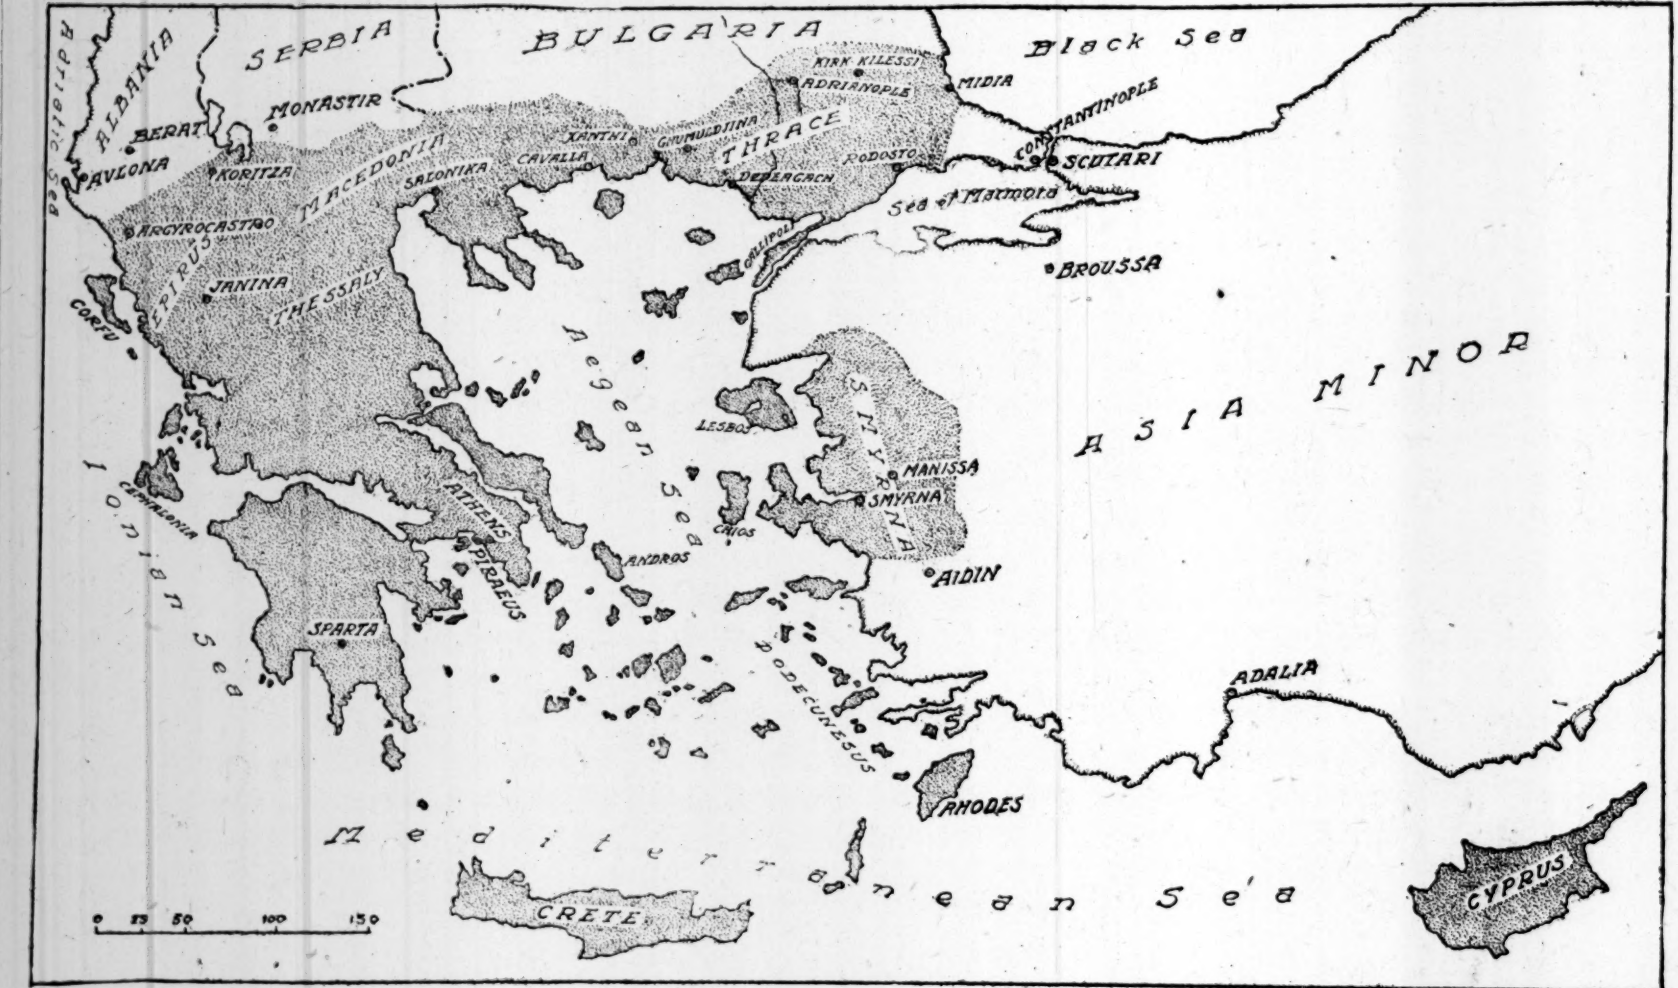 Adriatic Sea
ALBANIA
SERBIA
BULGARIA
Black Sea
KIRK KILESSI
ADRIANOPLE
MIDIA
MONASTIR
BERAT
CONSTANTINOPLE
XANTHI
GHUMULDJINA
THRACE
AVLONA
KORITZA
MACEDONIA
SALONIKA
CAVALLA
DEDEAGACH
RODOSTO
SCUTARI
Sea of Marmora
ARGYROCASTRO
EPIRUS
GALLIPOLI
BROUSSA
JANINA
THESSALY
CORFU
Aegean Sea
ASIA MINOR
SMYRNA
LESBOS
MANISSA
SMYRNA
CEPHALONIA
Ionian Sea
ATHENS
PIRAEUS
CHIOS
ANDROS
AIDIN
SPARTA
DODECUNESUS
ADALIA
RHODES
Mediterranean Sea
CRETE
CYPRUS
0 25 50 100 150